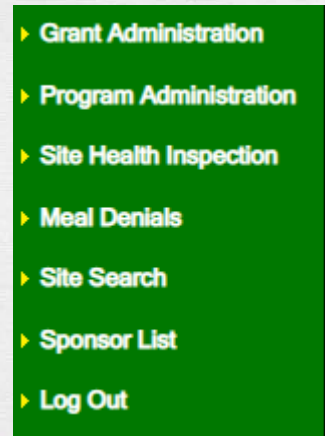 Grant Administration
Program Administration
Site Health Inspection
Meal Denials
Site Search
Sponsor List
Log Out